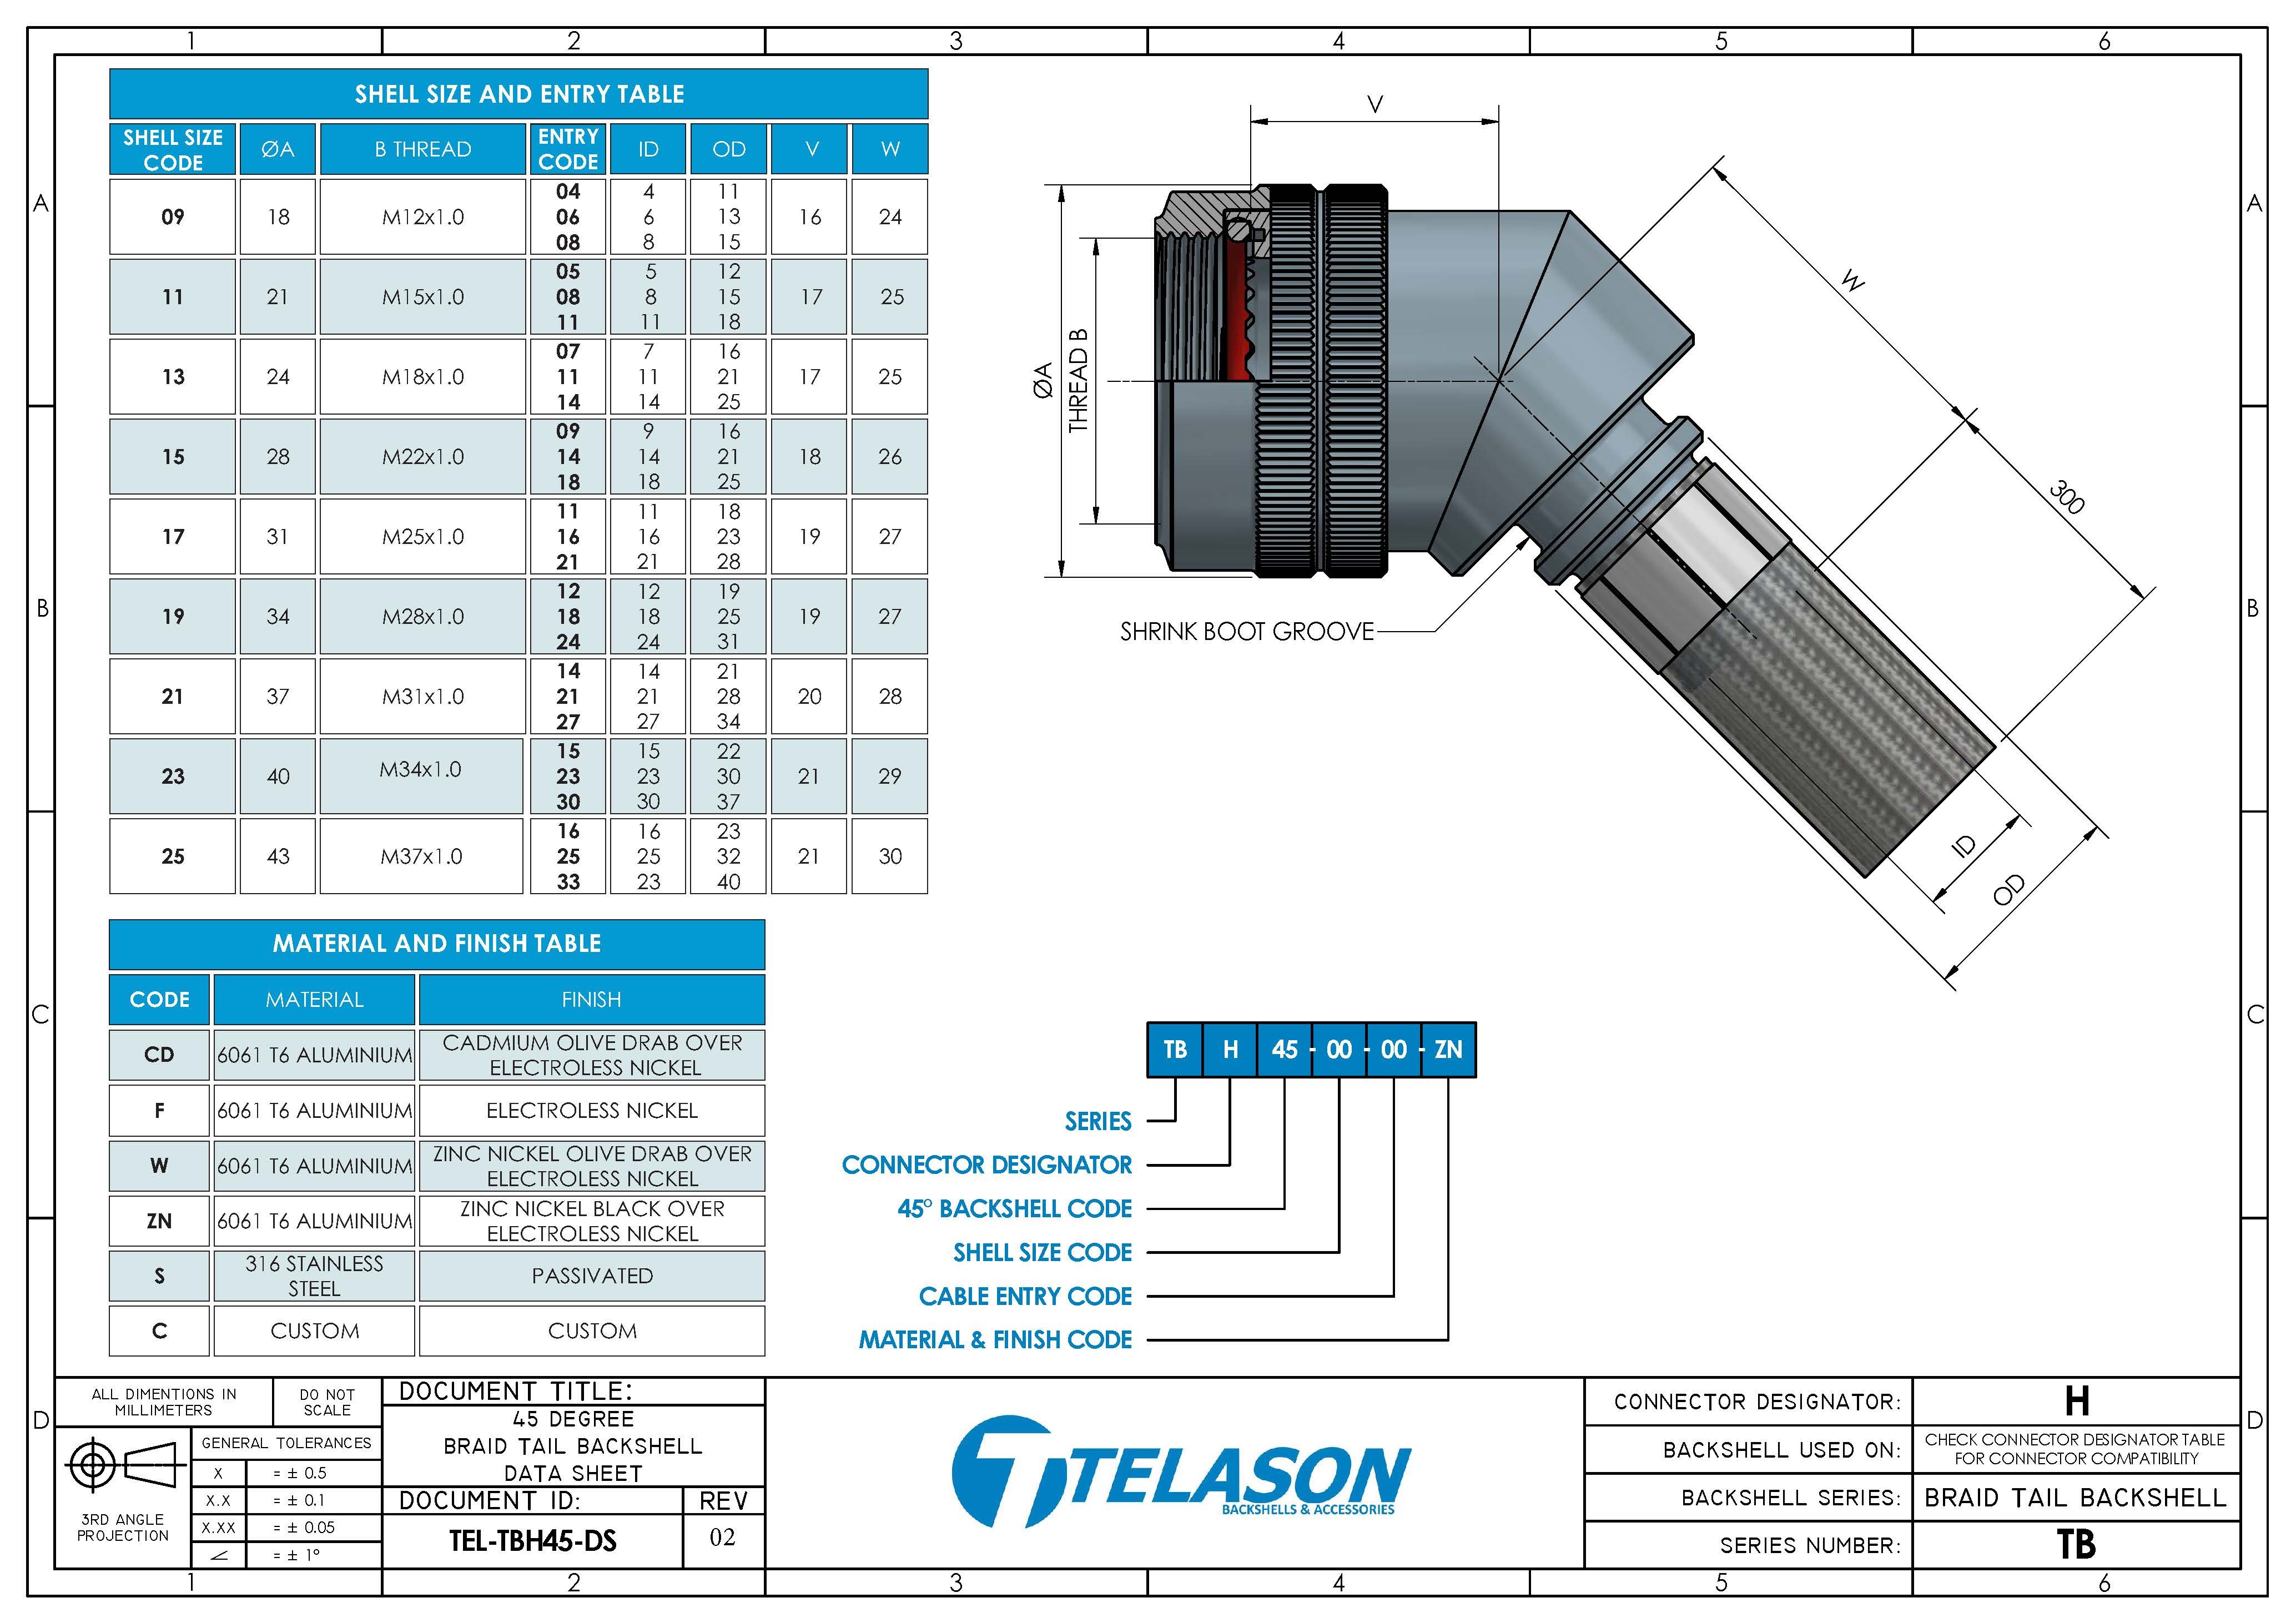 1 2 3 4 5 6
A
B
C
D
SHELL SIZE AND ENTRY TABLE
SHELL SIZE CODE ØA B THREAD ENTRY CODE ID OD V W
09 18 M12x1.0 04 4 11 16 24
06 6 13
08 8 15
11 21 M15x1.0 05 5 12 17 25
08 8 15
11 11 18
13 24 M18x1.0 07 7 16 17 25
11 11 21
14 14 25
15 28 M22x1.0 09 9 16 18 26
14 14 21
18 18 25
17 31 M25x1.0 11 11 18 19 27
16 16 23
21 21 28
19 34 M28x1.0 12 12 19 19 27
18 18 25
24 24 31
21 37 M31x1.0 14 14 21 20 28
21 21 28
27 27 34
23 40 M34x1.0 15 15 22 21 29
23 23 30
30 30 37
25 43 M37x1.0 16 16 23 21 30
25 25 32
33 23 40
V
W
300
ØA
THREAD B
SHRINK BOOT GROOVE
ID
OD
MATERIAL AND FINISH TABLE
CODE MATERIAL FINISH
CD 6061 T6 ALUMINIUM CADMIUM OLIVE DRAB OVER
ELECTROLESS NICKEL
F 6061 T6 ALUMINIUM ELECTROLESS NICKEL
W 6061 T6 ALUMINIUM ZINC NICKEL OLIVE DRAB OVER
ELECTROLESS NICKEL
ZN 6061 T6 ALUMINIUM ZINC NICKEL BLACK OVER
ELECTROLESS NICKEL
S 316 STAINLESS STEEL PASSIVATED
C CUSTOM CUSTOM
TB H 45 - 00 - 00 - ZN
SERIES
CONNECTOR DESIGNATOR
45° BACKSHELL CODE
SHELL SIZE CODE
CABLE ENTRY CODE
MATERIAL & FINISH CODE
ALL DIMENTIONS IN
MILLIMETERS
DO NOT
SCALE
GENERAL TOLERANCES
X = ± 0.5
X.X = ± 0.1
X.XX = ± 0.05
∠ = ± 1°
3RD ANGLE
PROJECTION
DOCUMENT TITLE:
45 DEGREE
BRAID TAIL BACKSHELL
DATA SHEET
DOCUMENT ID: REV
TEL-TBH45-DS 02
TELASON
BACKSHELLS & ACCESSORIES
CONNECTOR DESIGNATOR: H
BACKSHELL USED ON: CHECK CONNECTOR DESIGNATOR TABLE
FOR CONNECTOR COMPATIBILITY
BACKSHELL SERIES: BRAID TAIL BACKSHELL
SERIES NUMBER: TB
A
B
C
D
1 2 3 4 5 6